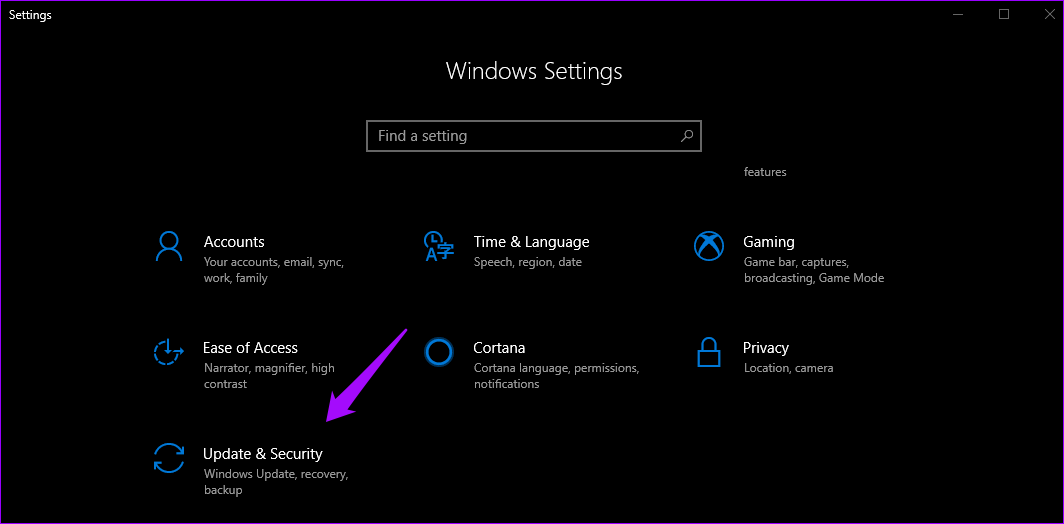 Settings
Windows Settings
Find a setting
features
Accounts
Your accounts, email, sync,
work, family
Time & Language
Speech, region, date
Gaming
Game bar, captures,
broadcasting, Game Mode
Ease of Access
Narrator, magnifier, high
contrast
Cortana
Cortana language, permissions,
notifications
Privacy
Location, camera
Update & Security
Windows Update, recovery,
backup